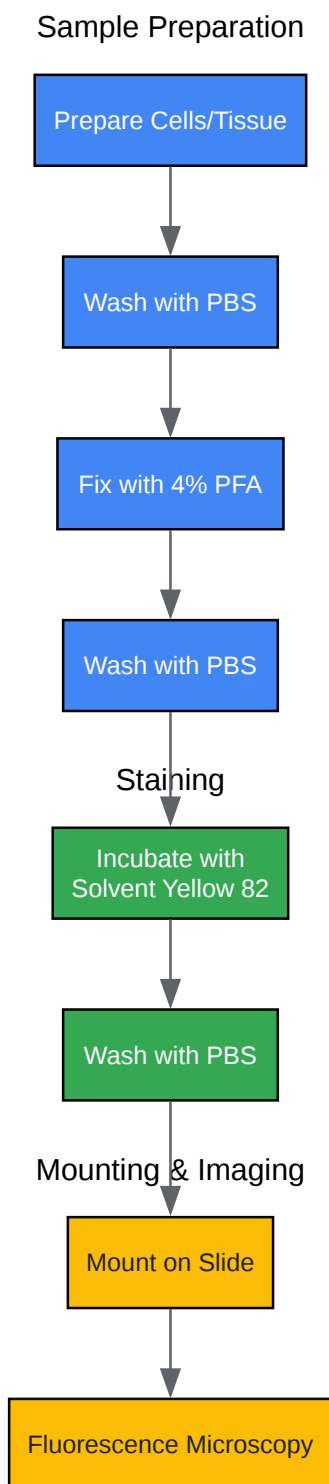 Sample Preparation
Prepare Cells/Tissue
Wash with PBS
Fix with 4% PFA
Wash with PBS
Staining
Incubate with
Solvent Yellow 82
Wash with PBS
Mounting & Imaging
Mount on Slide
Fluorescence Microscopy